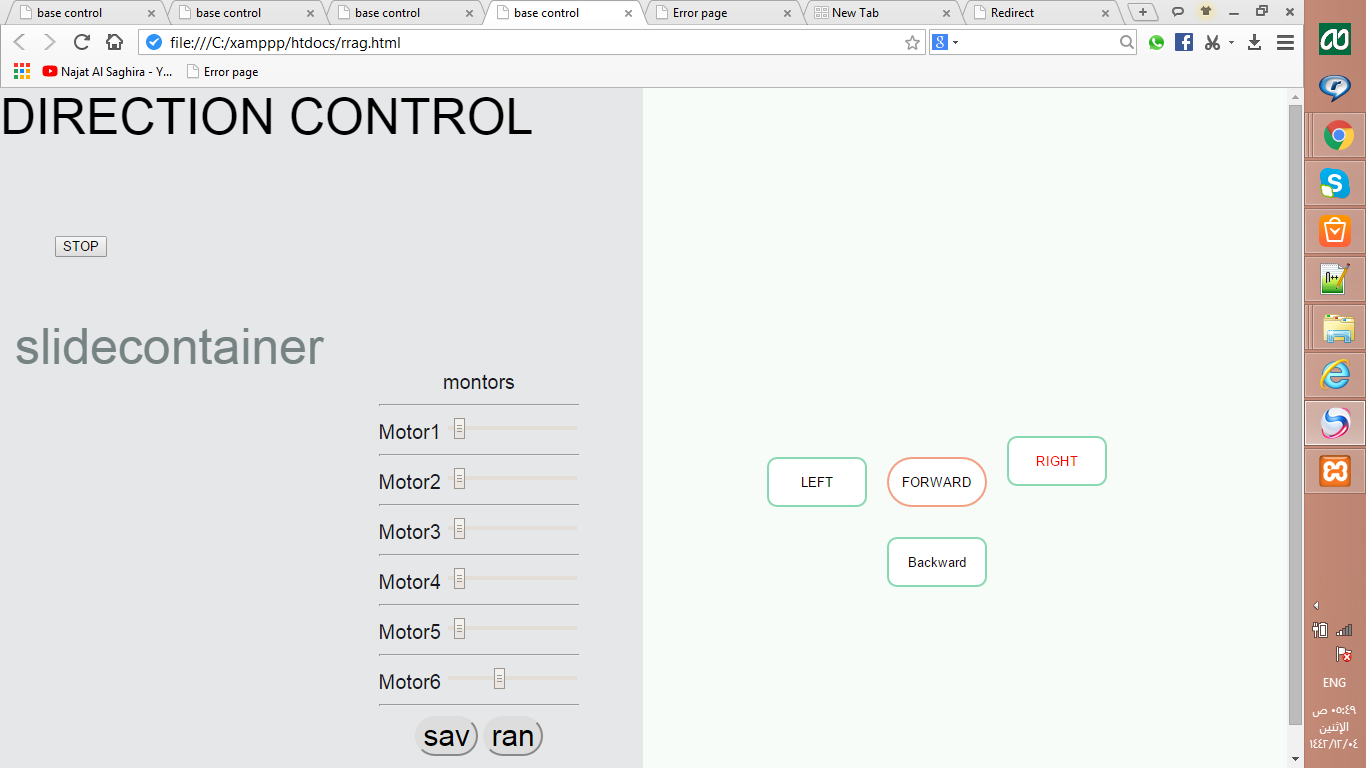 base control
base control
base control
base control
Error page
New Tab
Redirect
file:///C:/xamppp/htdocs/rrag.html
Najat Al Saghira - Y...
Error page
DIRECTION CONTROL
STOP
slidecontainer
montors
Motor1
Motor2
Motor3
Motor4
Motor5
Motor6
sav ran
RIGHT
LEFT FORWARD
Backward
ENG
٠٥:٤٩ ص
الإثنين
١٤٤٢/١٢/٠٤